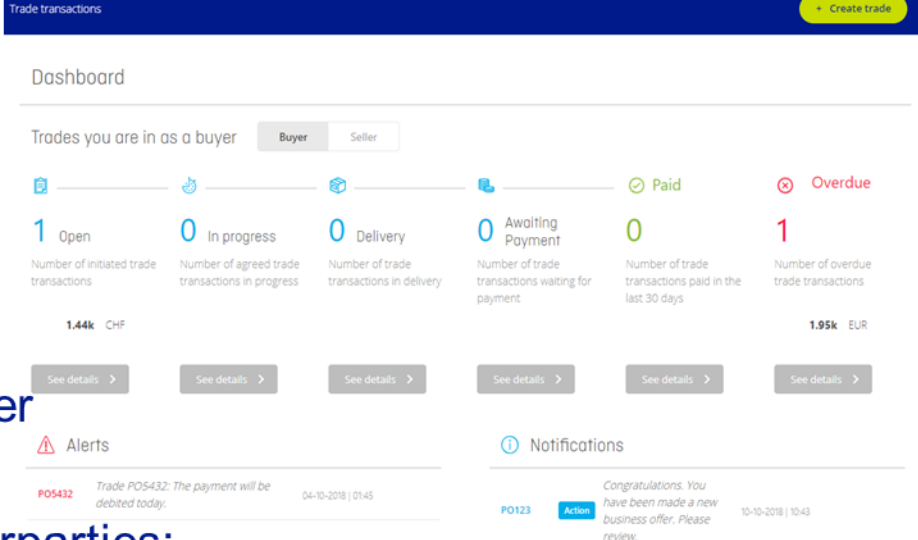 Trade transactions
+ Create trade
Dashboard
Trades you are in as a buyer
Buyer
Seller
Paid
Overdue
1 Open
0 In progress
0 Delivery
0 Awaiting Payment
0
1
Number of initiated trade transactions
Number of agreed trade transactions in progress
Number of trade transactions in delivery
Number of trade transactions waiting for payment
Number of trade transactions paid in the last 30 days
Number of overdue trade transactions
1.44k CHF
1.95k EUR
See details >
See details >
See details >
See details >
See details >
See details >
er
Alerts
Notifications
PO5432
Trade PO5432: The payment will be
debited today.
04-10-2018 | 01:45
PO123
Action
Congratulations. You
have been made a new
business offer. Please
review.
10-10-2018 | 10:43
rparties: